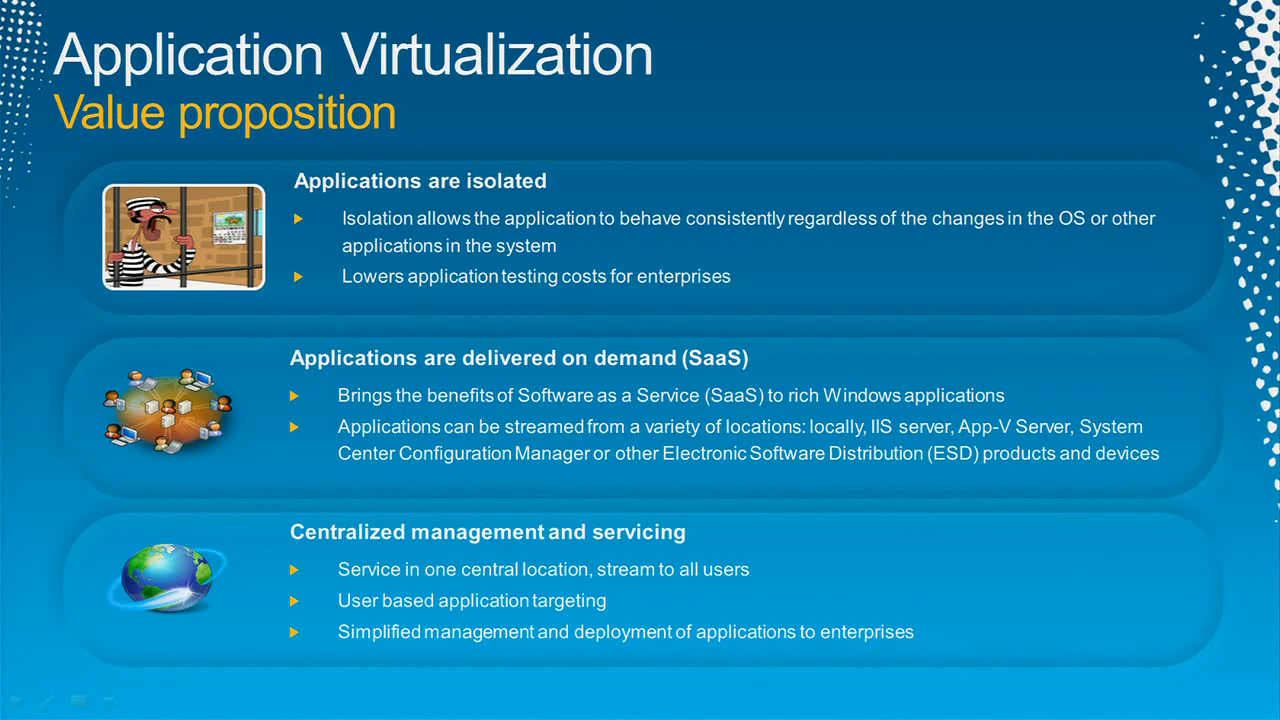 Application Virtualization
Value proposition
Applications are isolated
Isolation allows the application to behave consistently regardless of the changes in the OS or other
applications in the system
Lowers application testing costs for enterprises
Applications are delivered on demand (SaaS)
Brings the benefits of Software as a Service (SaaS) to rich Windows applications
Applications can be streamed from a variety of locations: locally, IIS server, App-V Server, System
Center Configuration Manager or other Electronic Software Distribution (ESD) products and devices
Centralized management and servicing
Service in one central location, stream to all users
User based application targeting
Simplified management and deployment of applications to enterprises